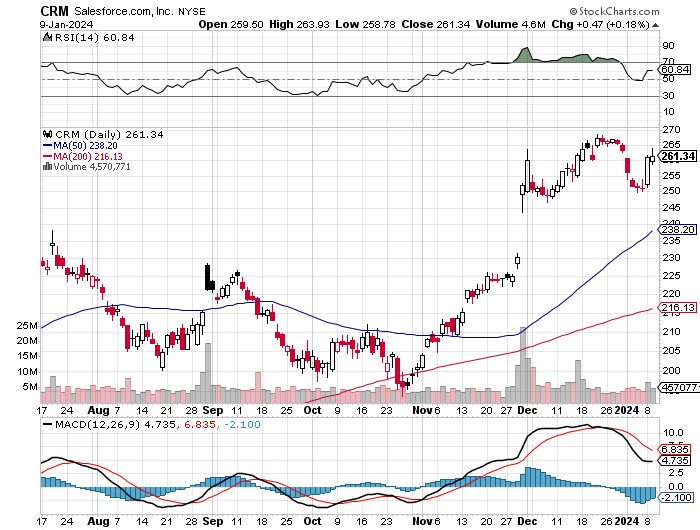 CRM Salesforce.com, Inc. NYSE © StockCharts.com
9-Jan-2024 Open 259.50 High 263.93 Low 258.78 Close 261.34 Volume 4.6M Chg +0.47 (+0.18%)
RSI(14) 60.84
90
70
60.84
50
30
10
CRM (Daily) 261.34
MA(50) 238.20
MA(200) 216.13
Volume 4,570,771
270
265
261.34
255
250
245
240
238.20
235
230
225
220
216.13
215
210
205
200
195
25M
20M
15M
10M
5M
457077
17 24 Aug 7 14 21 28 Sep 11 18 25 Oct 9 16 23 Nov 6 13 20 27 Dec 11 18 26 2024 8
MACD(12,26,9) 4.735, 6.835, -2.100
10.0
6.835
4.735
2.5
0.0
-2.100
17 24 Aug 7 14 21 28 Sep 11 18 25 Oct 9 16 23 Nov 6 13 20 27 Dec 11 18 26 2024 8